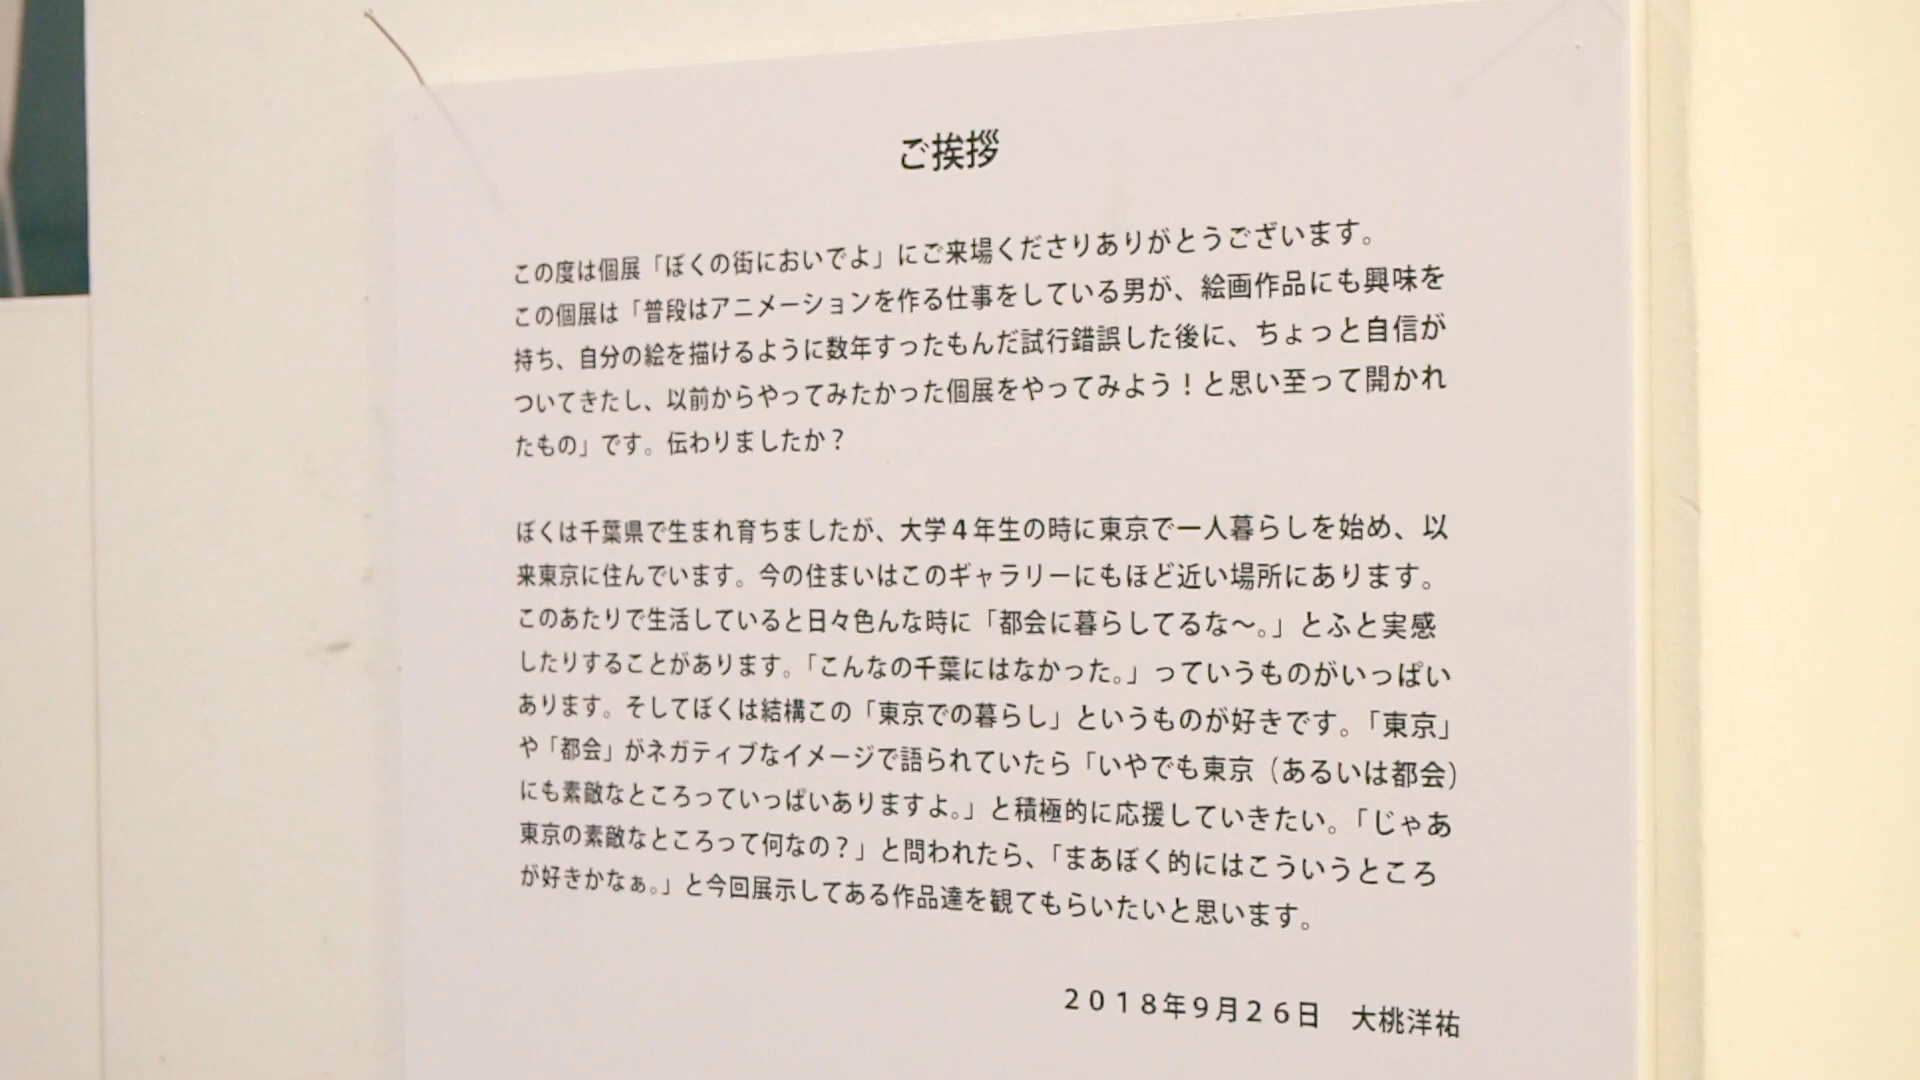 ご挨拶
この度は個展「ぼくの街においでよ」にご来場くださりありがとうございます。
この個展は「普段はアニメーションを作る仕事をしている男が、絵画作品にも興味を
持ち、自分の絵を描けるように数年すったもんだ試行錯誤した後に、ちょっと自信が
ついてきたし、以前からやってみたかった個展をやってみよう！と思い至って開かれ
たもの」です。伝わりましたか？
ぼくは千葉県で生まれ育ちましたが、大学４年生の時に東京で一人暮らしを始め、以
来東京に住んでいます。今の住まいはこのギャラリーにもほど近い場所にあります。
このあたりで生活していると日々色んな時に「都会に暮らしてるな〜。」とふと実感
したりすることがあります。「こんなの千葉にはなかった。」っていうものがいっぱい
あります。そしてぼくは結構この「東京での暮らし」というものが好きです。「東京」
や「都会」がネガティブなイメージで語られていたら「いやでも東京（あるいは都会）
にも素敵なところっていっぱいありますよ。」と積極的に応援していきたい。「じゃあ
東京の素敵なところって何なの？」と問われたら、「まあぼく的にはこういうところ
が好きかなぁ。」と今回展示してある作品達を観てもらいたいと思います。
２０１８年９月２６日　大桃洋祐